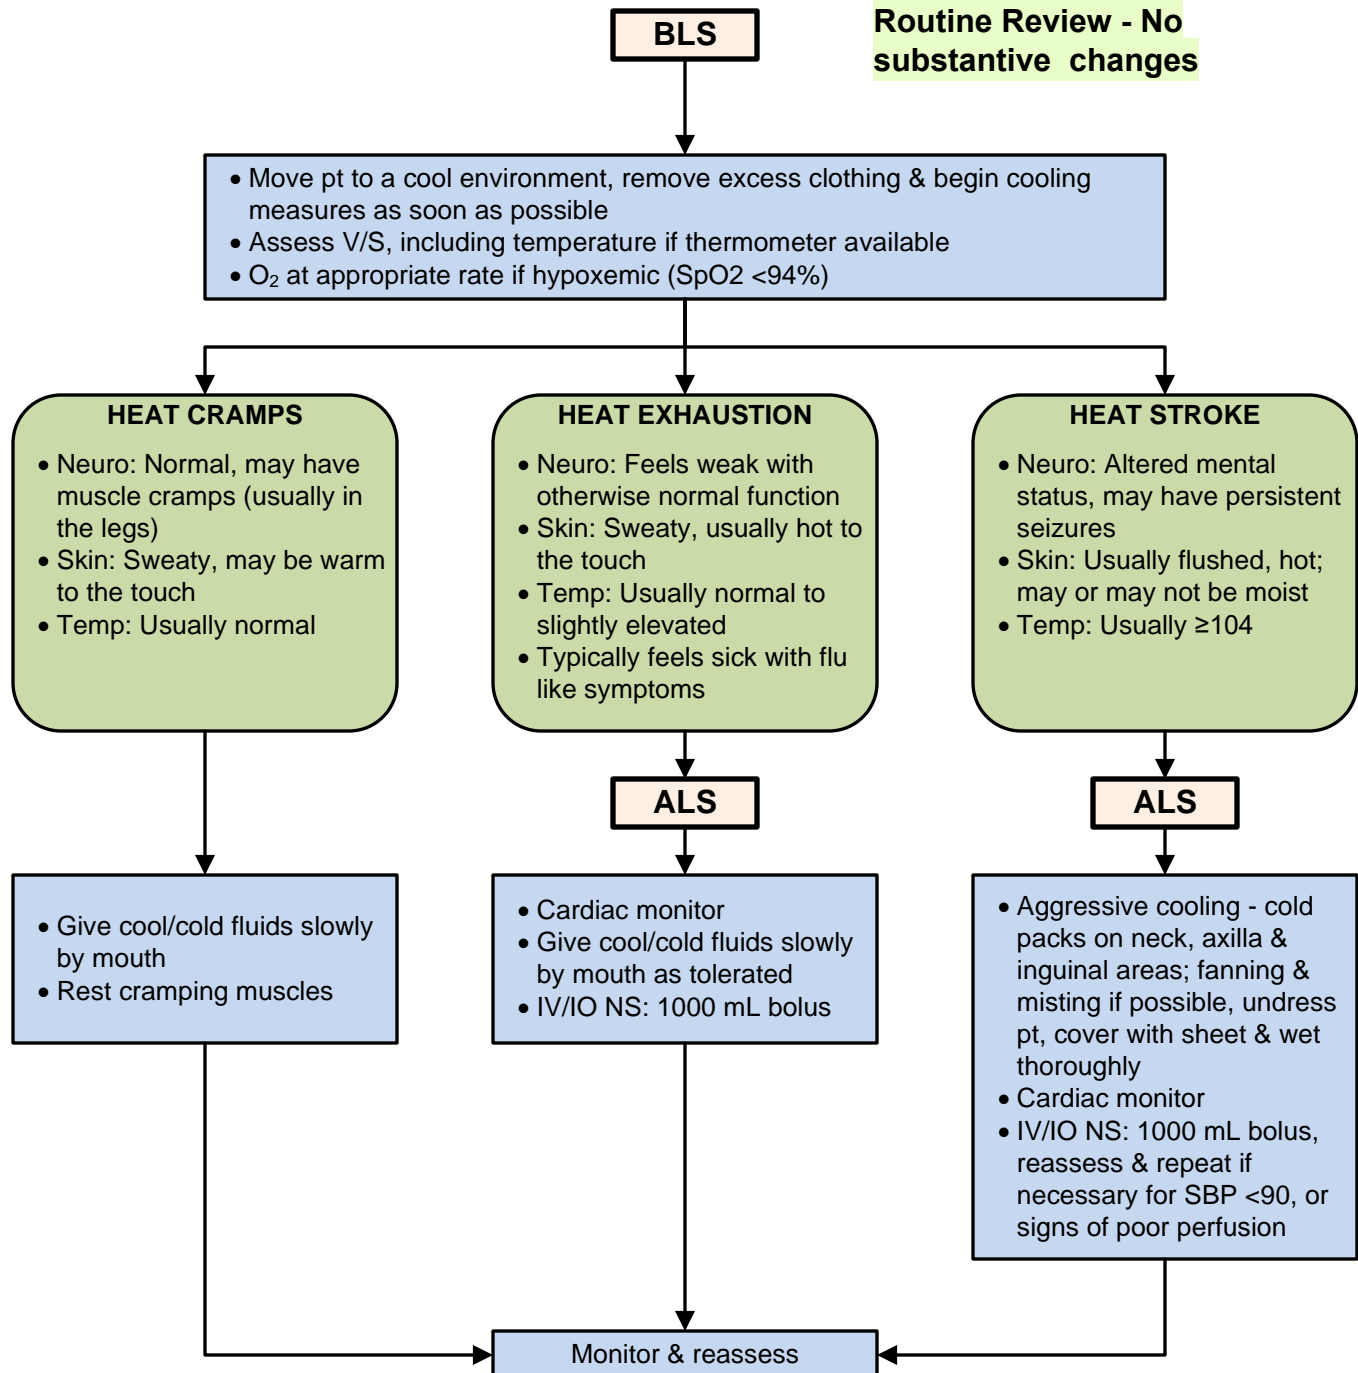 BLS
Routine Review - No
substantive changes
• Move pt to a cool environment, remove excess clothing & begin cooling
measures as soon as possible
• Assess V/S, including temperature if thermometer available
• O₂ at appropriate rate if hypoxemic (SpO2 <94%)
HEAT CRAMPS
• Neuro: Normal, may have
muscle cramps (usually in
the legs)
• Skin: Sweaty, may be warm
to the touch
• Temp: Usually normal
HEAT EXHAUSTION
• Neuro: Feels weak with
otherwise normal function
• Skin: Sweaty, usually hot to
the touch
• Temp: Usually normal to
slightly elevated
• Typically feels sick with flu
like symptoms
HEAT STROKE
• Neuro: Altered mental
status, may have persistent
seizures
• Skin: Usually flushed, hot;
may or may not be moist
• Temp: Usually ≥104
ALS
ALS
• Give cool/cold fluids slowly
by mouth
• Rest cramping muscles
• Cardiac monitor
• Give cool/cold fluids slowly
by mouth as tolerated
• IV/IO NS: 1000 mL bolus
• Aggressive cooling - cold
packs on neck, axilla &
inguinal areas; fanning &
misting if possible, undress
pt, cover with sheet & wet
thoroughly
• Cardiac monitor
• IV/IO NS: 1000 mL bolus,
reassess & repeat if
necessary for SBP <90, or
signs of poor perfusion
Monitor & reassess